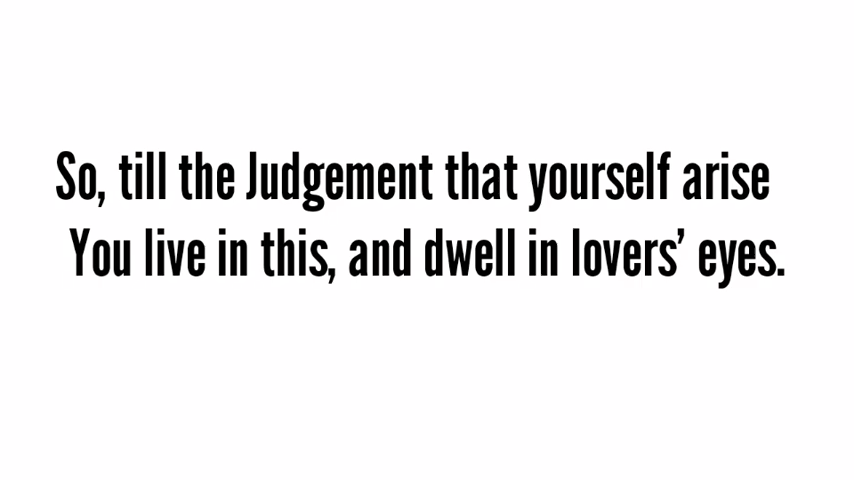 So, till the Judgement that yourself arise
You live in this, and dwell in lovers’ eyes.